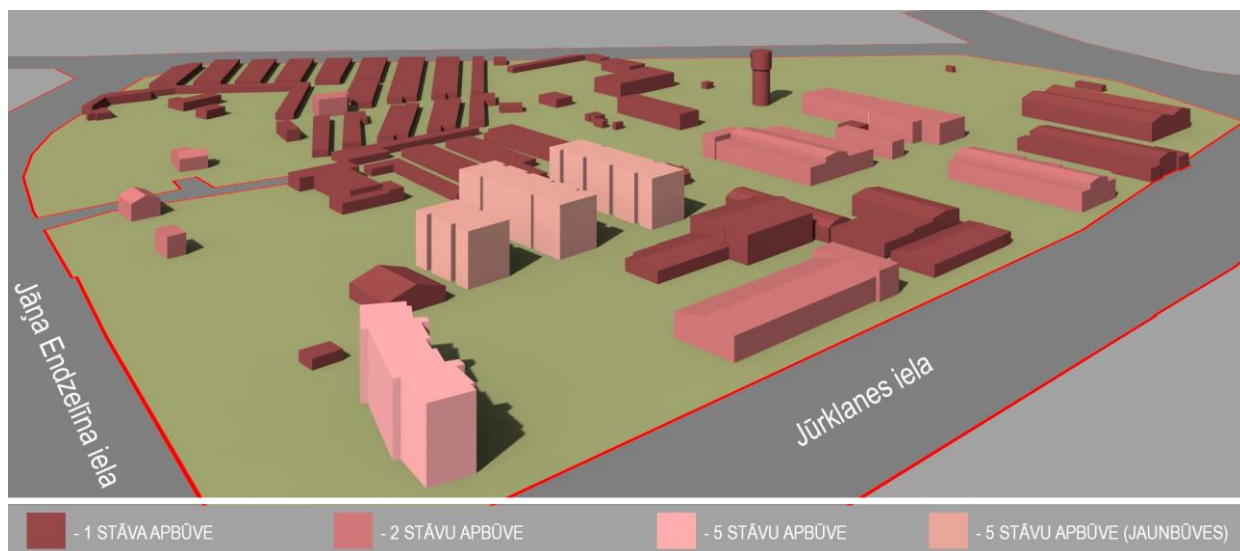 Jāņa Endzelīna iela
Jūrklanes iela
- 1 STĀVA APBŪVE
- 2 STĀVU APBŪVE
- 5 STĀVU APBŪVE
- 5 STĀVU APBŪVE (JAUNBŪVES)